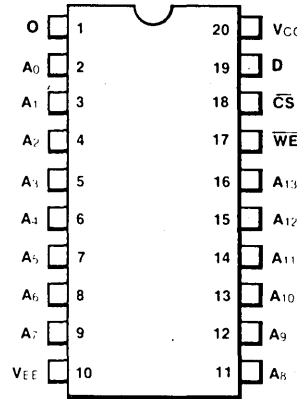 O 1 20 VCC
A0 2 19 D
A1 3 18 CS
A2 4 17 WE
A3 5 16 A13
A4 6 15 A12
A5 7 14 A11
A6 8 13 A10
A7 9 12 A9
VEE 10 11 A8